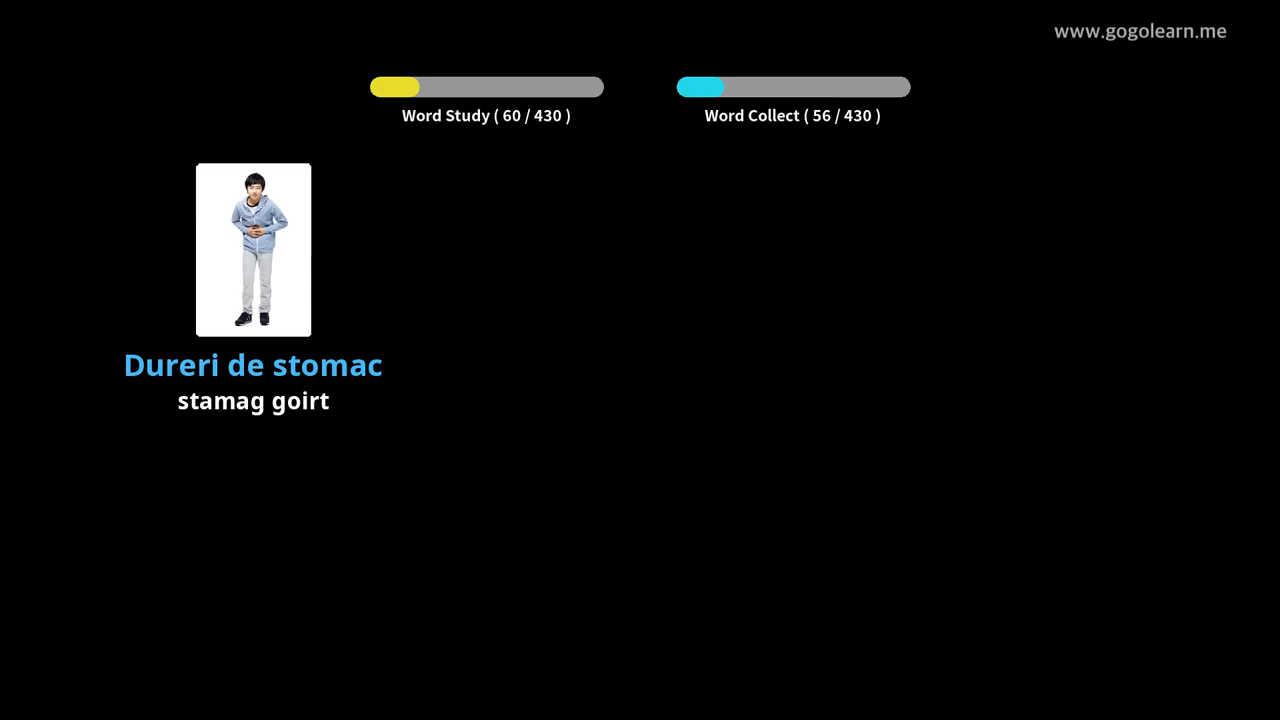 www.gogolearn.me
Word Study ( 60 / 430 )
Word Collect ( 56 / 430 )
Dureri de stomac
stamag goirt